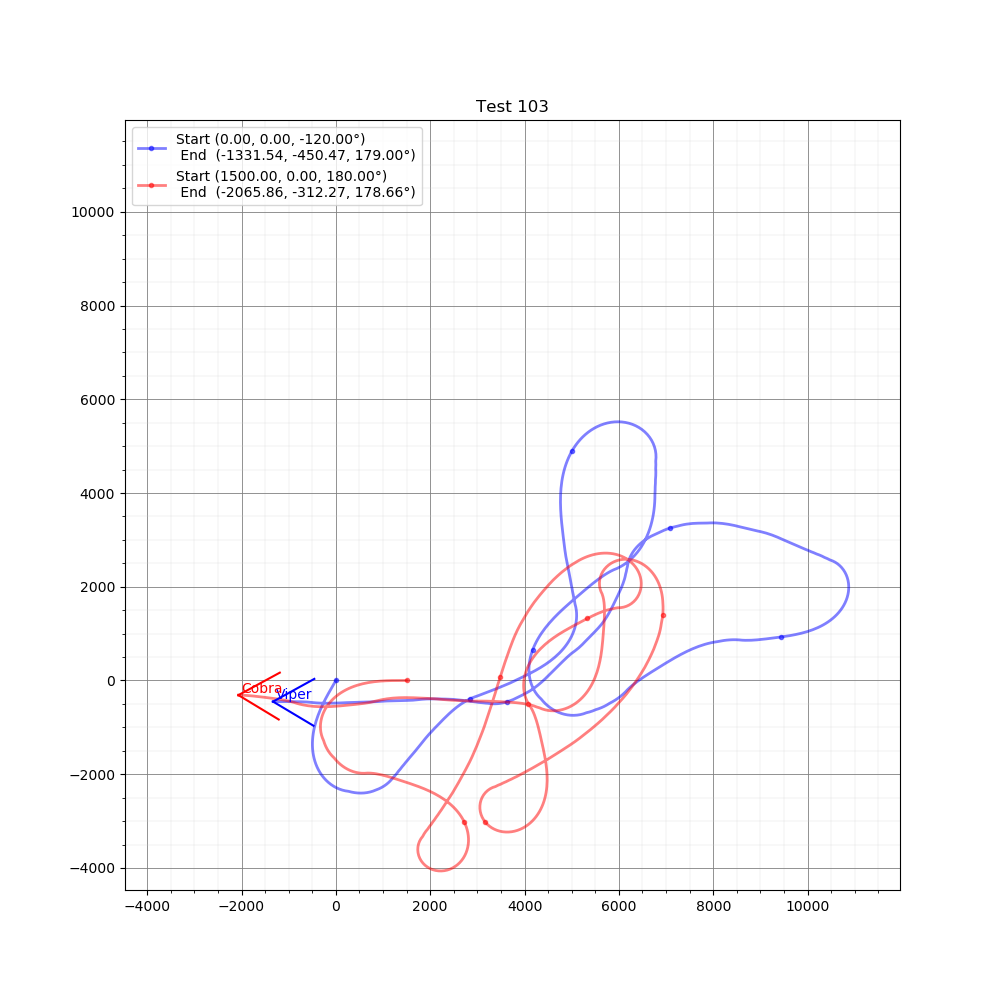 Test 103
Start (0.00, 0.00, -120.00°)
End  (-1331.54, -450.47, 179.00°)
Start (1500.00, 0.00, 180.00°)
End  (-2065.86, -312.27, 178.66°)
10000
8000
6000
4000
2000
0
−2000
−4000
Cobra
Viper
−4000 −2000 0 2000 4000 6000 8000 10000